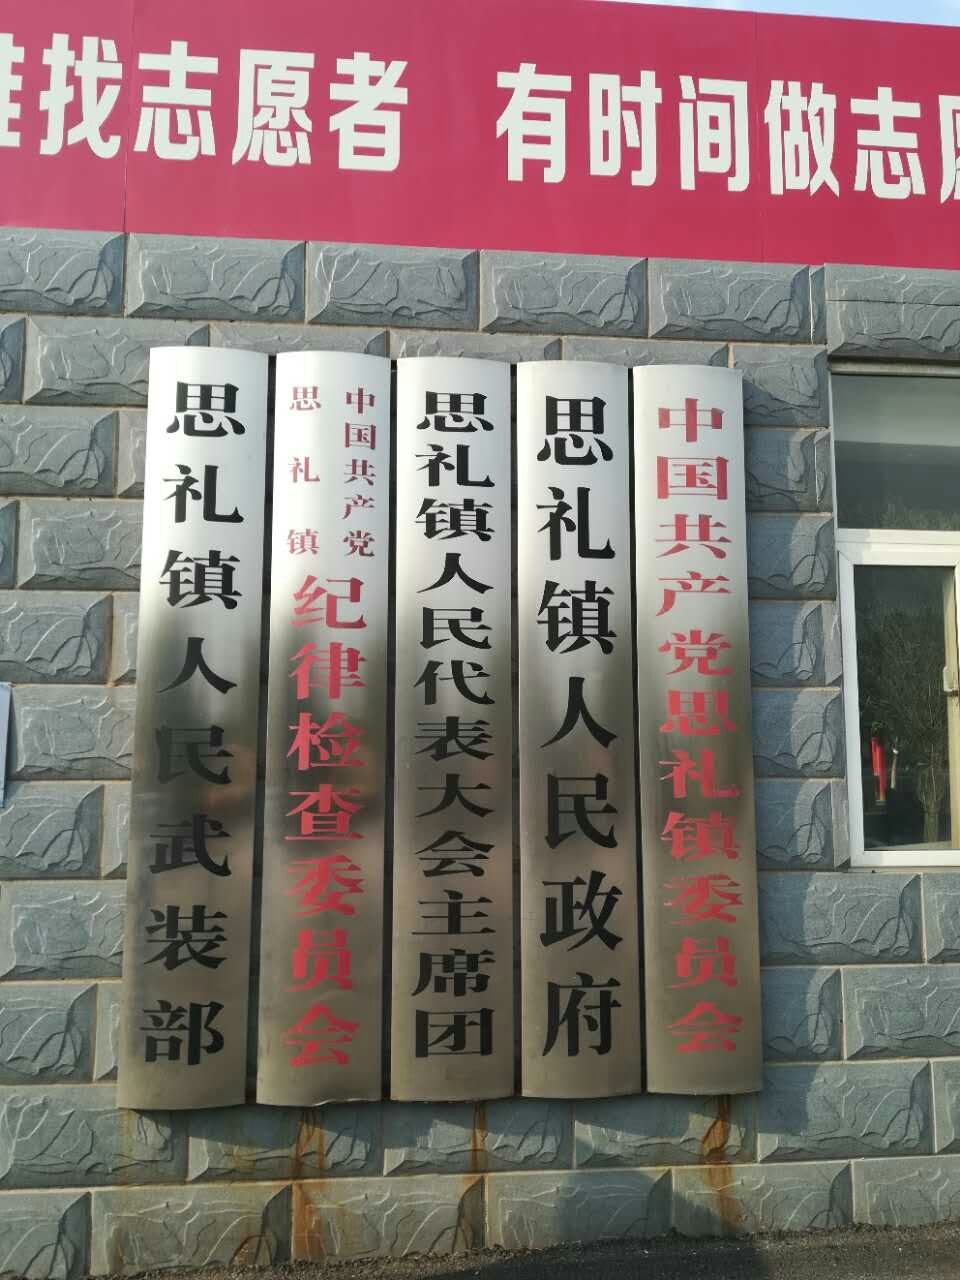 难找志愿者 有时间做志愿
思礼镇人民武装部
中国共产党
思礼镇
纪律检查委员会
思礼镇人民代表大会主席团
思礼镇人民政府
中国共产党思礼镇委员会